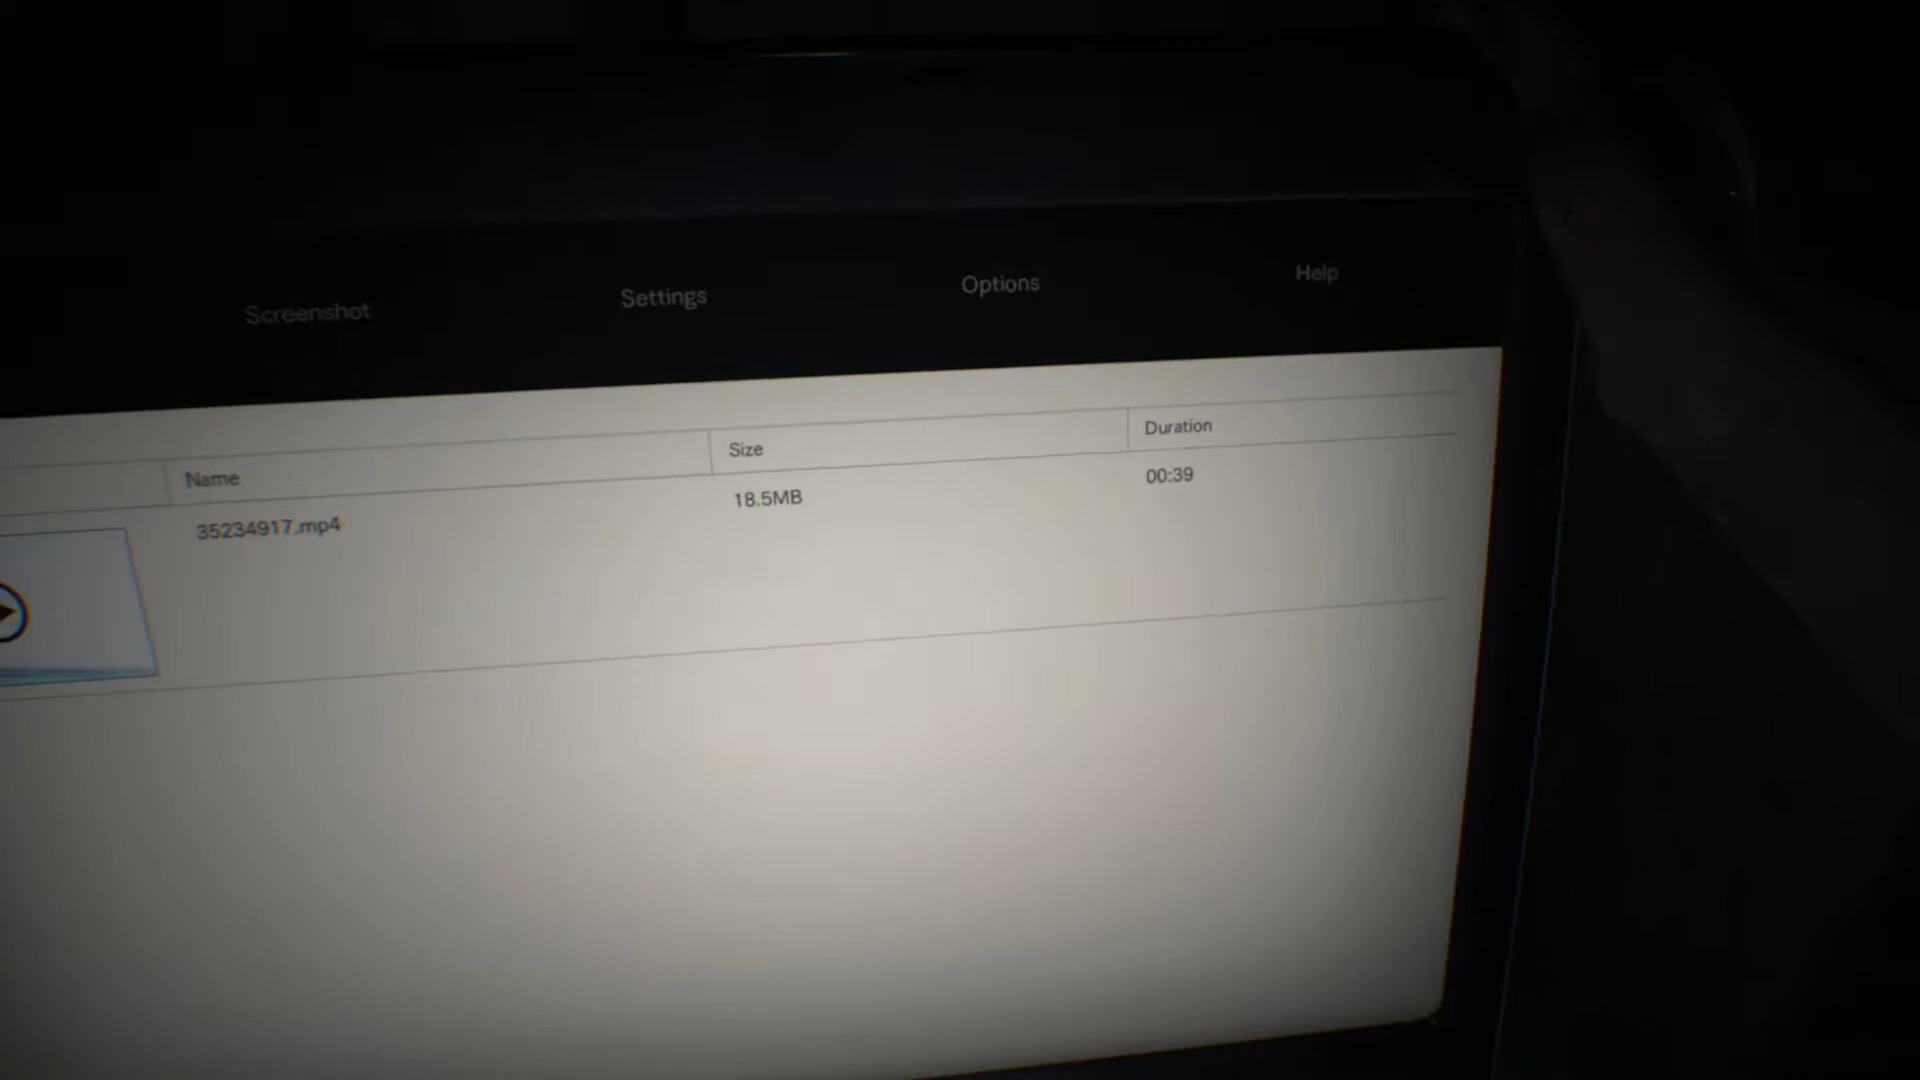 Screenshot Settings Options Help
Name Size Duration
35234917.mp4 18.5MB 00:39